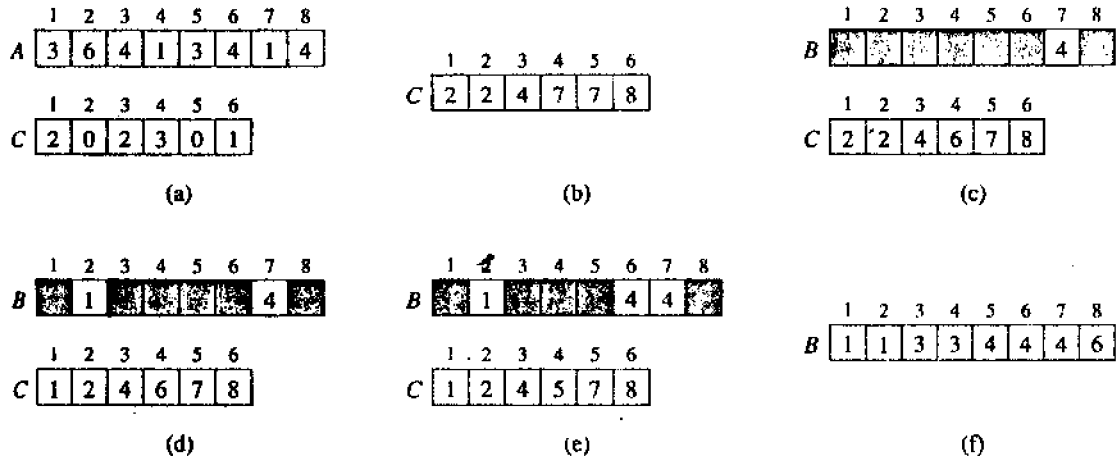 1 2 3 4 5 6 7 8
A 3 6 4 1 3 4 1 4
1 2 3 4 5 6
C 2 0 2 3 0 1
(a)
1 2 3 4 5 6
C 2 2 4 7 7 8
(b)
1 2 3 4 5 6 7 8
B 4
1 2 3 4 5 6
C 2 2 4 6 7 8
(c)
1 2 3 4 5 6 7 8
B 1 4
1 2 3 4 5 6
C 1 2 4 6 7 8
(d)
1 2 3 4 5 6 7 8
B 1 4 4
1 2 3 4 5 6
C 1 2 4 5 7 8
(e)
1 2 3 4 5 6 7 8
B 1 1 3 3 4 4 4 6
(f)